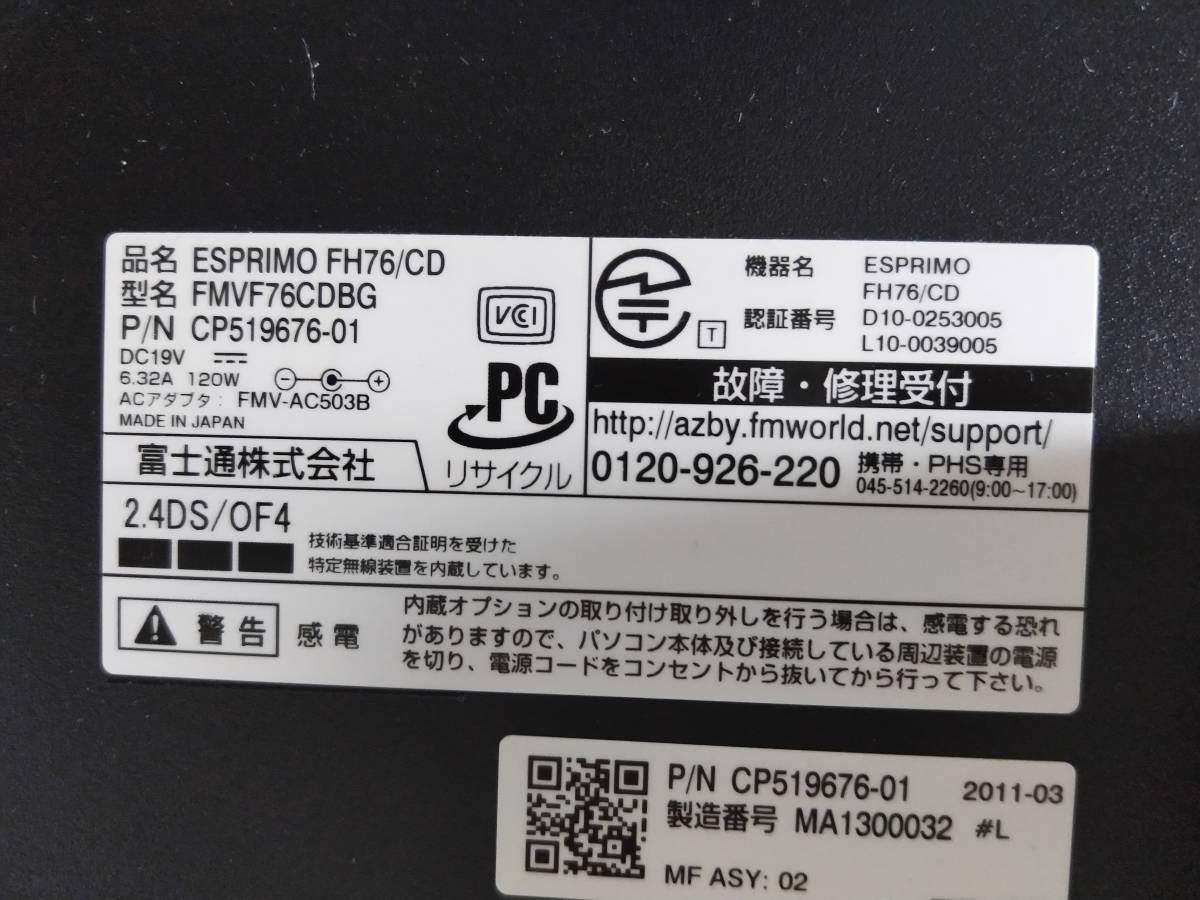 品名 ESPRIMO FH76/CD
型名 FMVF76CDBG
P/N CP519676-01
DC19V
6.32A 120W
ACアダプタ: FMV-AC503B
MADE IN JAPAN
富士通株式会社
VCCI
PC
リサイクル
T
機器名 ESPRIMO
FH76/CD
認証番号 D10-0253005
L10-0039005
故障・修理受付
http://azby.fmworld.net/support/
0120-926-220 携帯・PHS専用
045-514-2260(9:00~17:00)
2.4DS/OF4
技術基準適合証明を受けた
特定無線装置を内蔵しています。
警告 感電
内蔵オプションの取り付け取り外しを行う場合は、感電する恐れ
がありますので、パソコン本体及び接続している周辺装置の電源
を切り、電源コードをコンセントから抜いてから行って下さい。
P/N CP519676-01 2011-03
製造番号 MA1300032 #L
MF ASY: 02